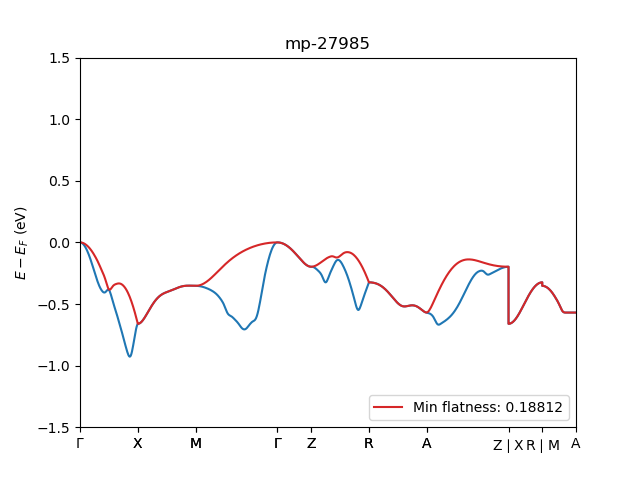 mp-27985
E − E_F (eV)
1.5
1.0
0.5
0.0
−0.5
−1.0
−1.5
Min flatness: 0.18812
Γ X M Γ Z R A Z | X R | M A